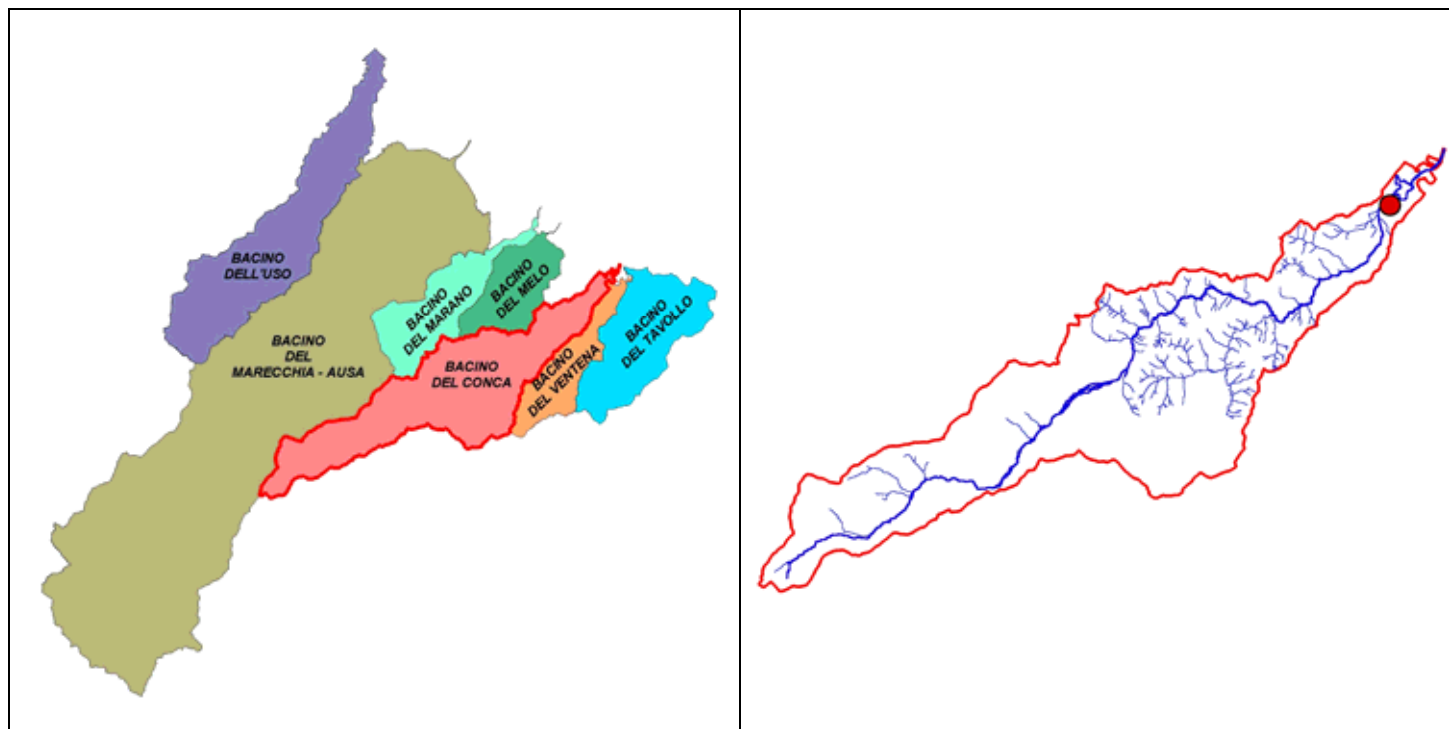 BACINO
DELL'USO
BACINO
DEL
MARECCHIA - AUSA
BACINO
DEL MARANO
BACINO
DEL MELO
BACINO
DEL CONCA
BACINO
DEL VENTENA
BACINO
DEL TAVOLLO